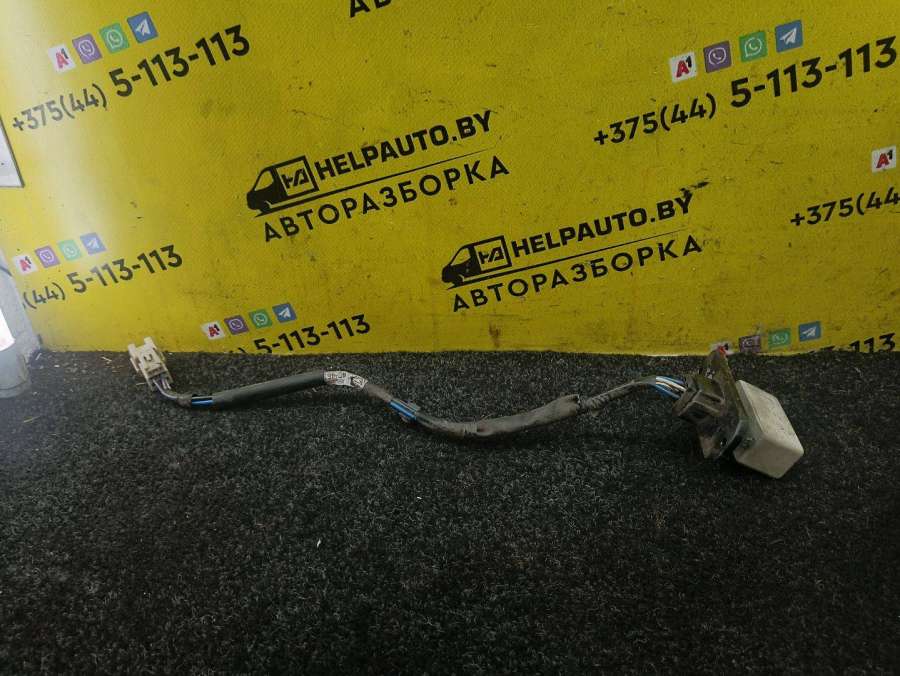 АВ
+375(44) 5-113-113
+375(44) 5-113-113
HELPAUTO.BY
АВТОРАЗБОРКА
+375(44)
HELPAUTO.BY
АВТОРАЗБОРКА
(44) 5-113-113
5-113-113